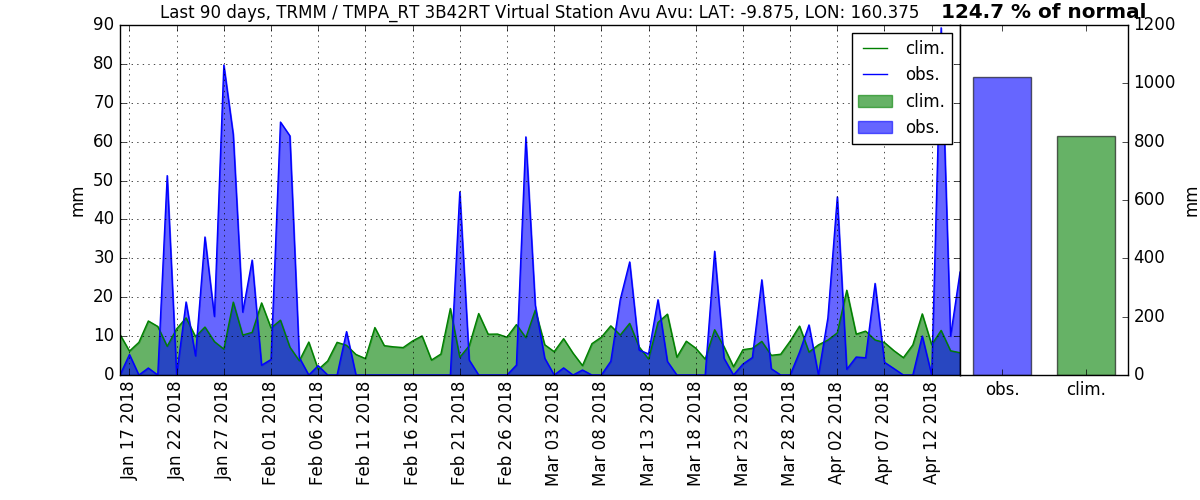 Last 90 days, TRMM / TMPA_RT 3B42RT Virtual Station Avu Avu: LAT: -9.875, LON: 160.375
124.7 % of normal
90
80
70
60
50
40
30
20
10
0
mm
clim.
obs.
clim.
obs.
1200
1000
800
600
400
200
0
mm
Jan 17 2018
Jan 22 2018
Jan 27 2018
Feb 01 2018
Feb 06 2018
Feb 11 2018
Feb 16 2018
Feb 21 2018
Feb 26 2018
Mar 03 2018
Mar 08 2018
Mar 13 2018
Mar 18 2018
Mar 23 2018
Mar 28 2018
Apr 02 2018
Apr 07 2018
Apr 12 2018
obs.
clim.